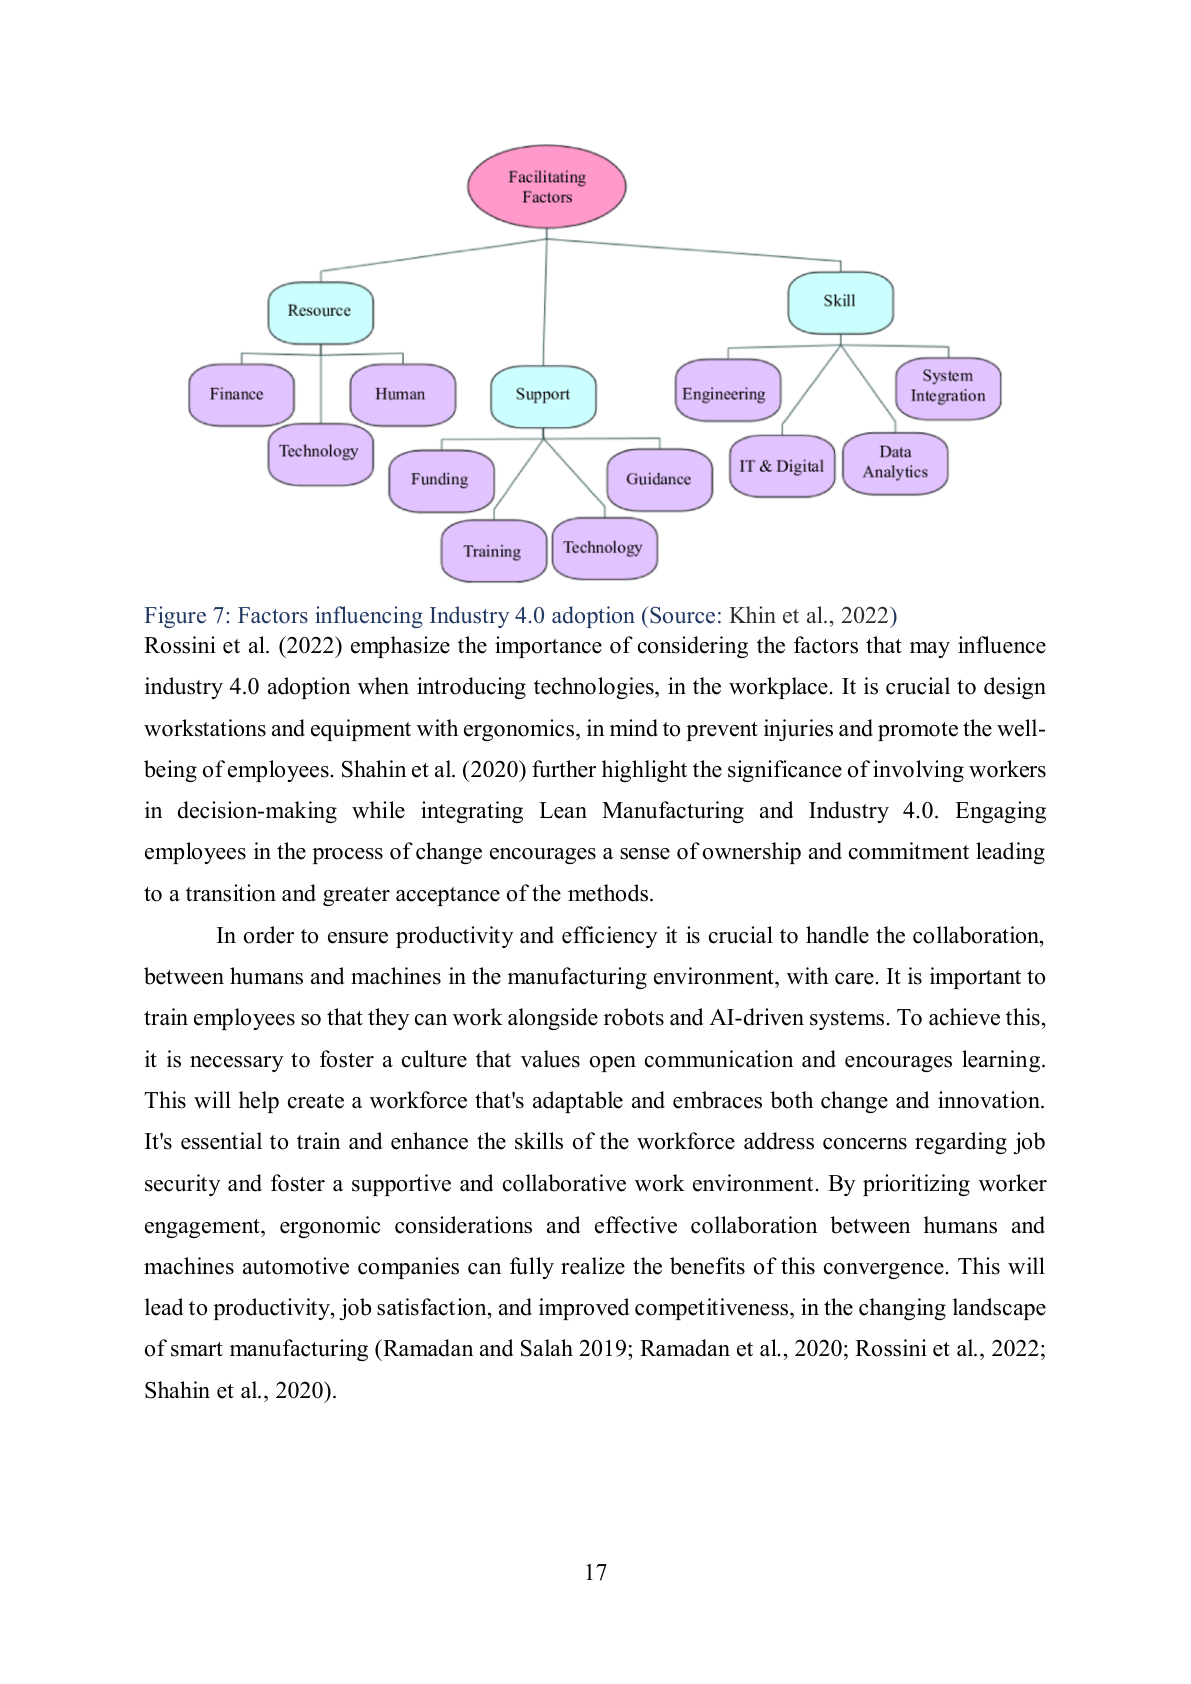 Facilitating
Factors
Resource
Skill
Finance
Human
Technology
Support
Engineering
System
Integration
IT & Digital
Data
Analytics
Funding
Guidance
Training
Technology
Figure 7: Factors influencing Industry 4.0 adoption (Source: Khin et al., 2022)
Rossini et al. (2022) emphasize the importance of considering the factors that may influence
industry 4.0 adoption when introducing technologies, in the workplace. It is crucial to design
workstations and equipment with ergonomics, in mind to prevent injuries and promote the well-
being of employees. Shahin et al. (2020) further highlight the significance of involving workers
in decision-making while integrating Lean Manufacturing and Industry 4.0. Engaging
employees in the process of change encourages a sense of ownership and commitment leading
to a transition and greater acceptance of the methods.
In order to ensure productivity and efficiency it is crucial to handle the collaboration,
between humans and machines in the manufacturing environment, with care. It is important to
train employees so that they can work alongside robots and AI-driven systems. To achieve this,
it is necessary to foster a culture that values open communication and encourages learning.
This will help create a workforce that's adaptable and embraces both change and innovation.
It's essential to train and enhance the skills of the workforce address concerns regarding job
security and foster a supportive and collaborative work environment. By prioritizing worker
engagement, ergonomic considerations and effective collaboration between humans and
machines automotive companies can fully realize the benefits of this convergence. This will
lead to productivity, job satisfaction, and improved competitiveness, in the changing landscape
of smart manufacturing (Ramadan and Salah 2019; Ramadan et al., 2020; Rossini et al., 2022;
Shahin et al., 2020).
17